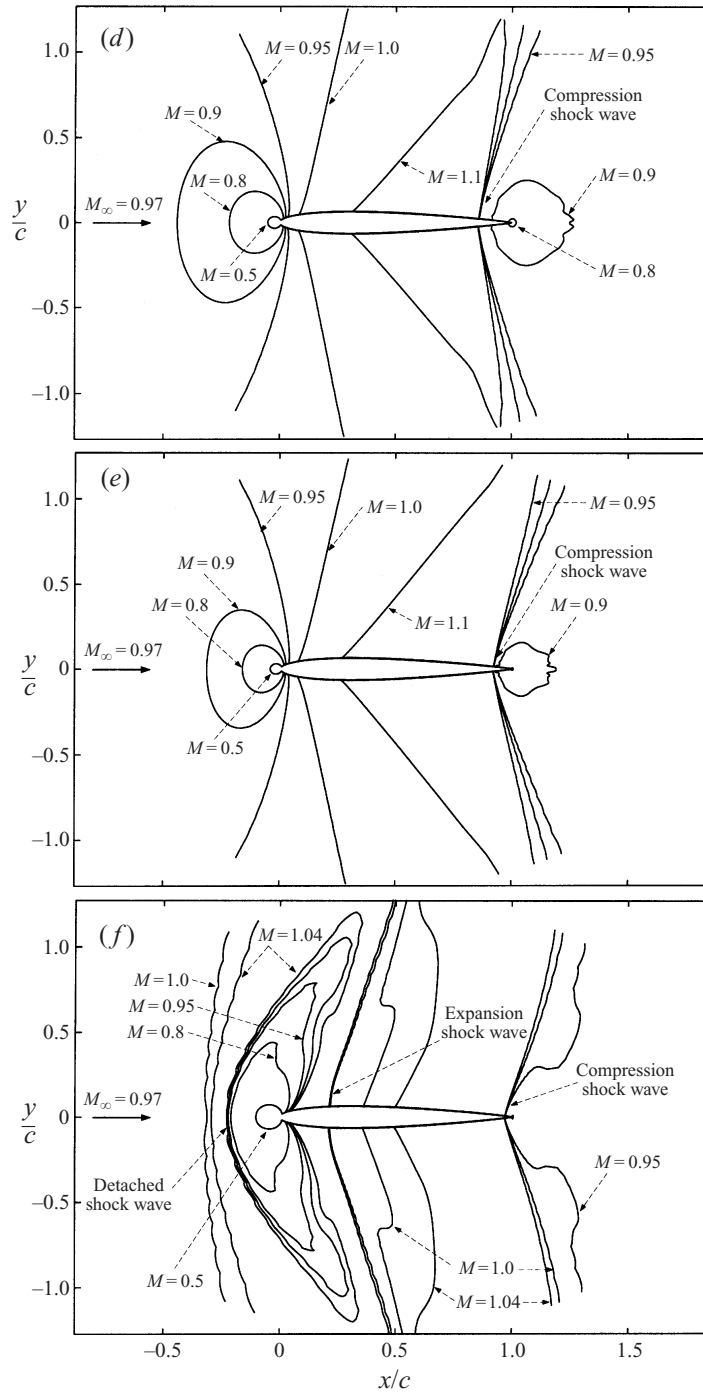 (d)
M = 0.95
M = 1.0
M = 0.95
1.0
Compression
shock wave
M = 0.9
0.5
M = 0.8
M = 0.9
M = 1.1
M∞ = 0.97
y/c
0
M = 0.5
M = 0.8
–0.5
–1.0
(e)
M = 0.95
M = 1.0
M = 0.95
1.0
Compression
shock wave
M = 0.9
0.5
M = 0.8
M = 0.9
M = 1.1
M∞ = 0.97
y/c
0
M = 0.5
–0.5
–1.0
(f)
M = 1.04
1.0
M = 1.0
M = 0.95
Expansion
shock wave
0.5
M = 0.8
Compression
shock wave
M∞ = 0.97
y/c
0
M = 0.95
Detached
shock wave
–0.5
M = 1.0
M = 0.5
M = 1.04
–1.0
–0.5
0
0.5
1.0
1.5
x/c